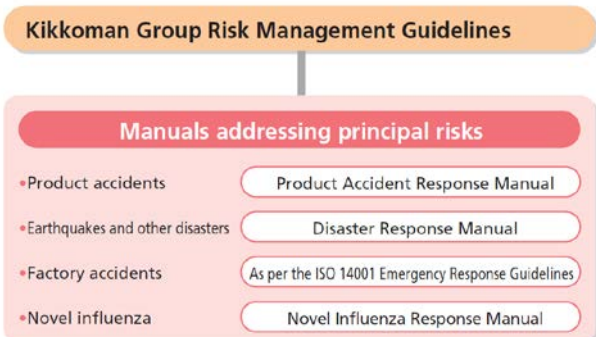 Kikkoman Group Risk Management Guidelines
Manuals addressing principal risks
•Product accidents Product Accident Response Manual
•Earthquakes and other disasters Disaster Response Manual
•Factory accidents As per the ISO 14001 Emergency Response Guidelines
•Novel influenza Novel Influenza Response Manual